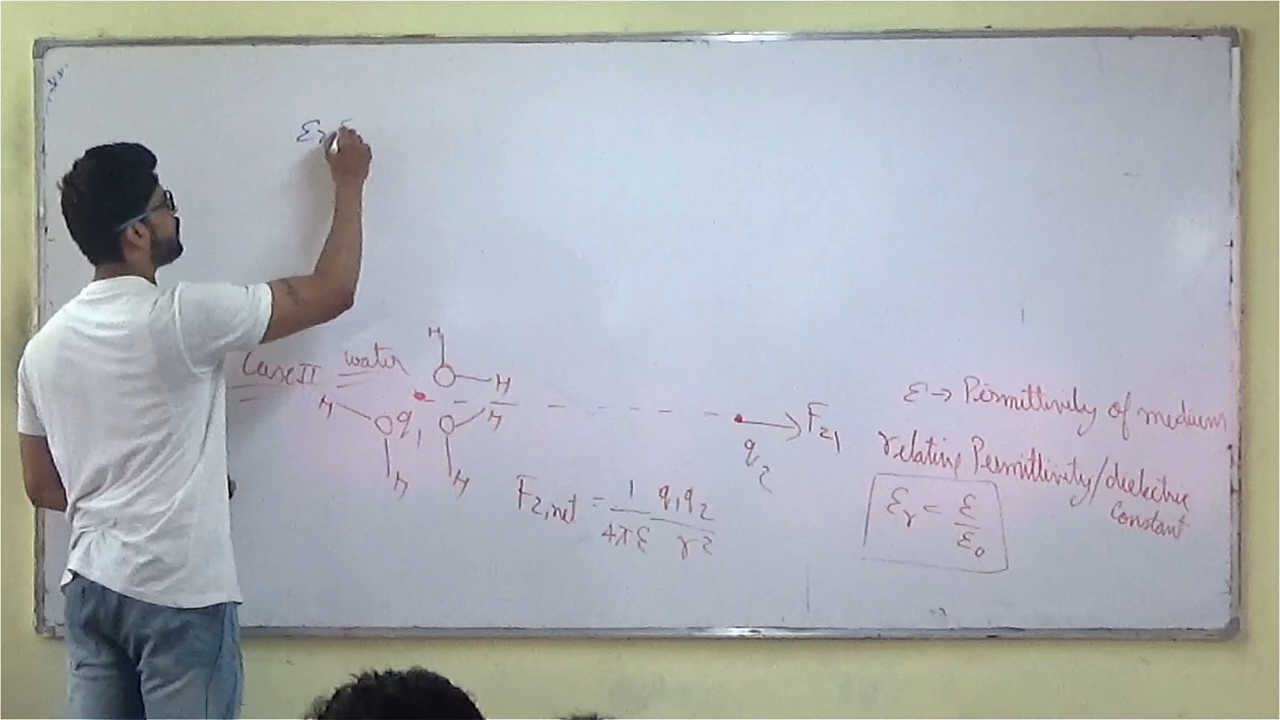 εr
Case II water
H
O H
H O q₁ O H
H H
q₂ F₂₁
F₂,net = 1/4πε q₁q₂/r²
ε → Permittivity of medium
relative Permittivity/dielectric
Constant
εr = ε/ε₀